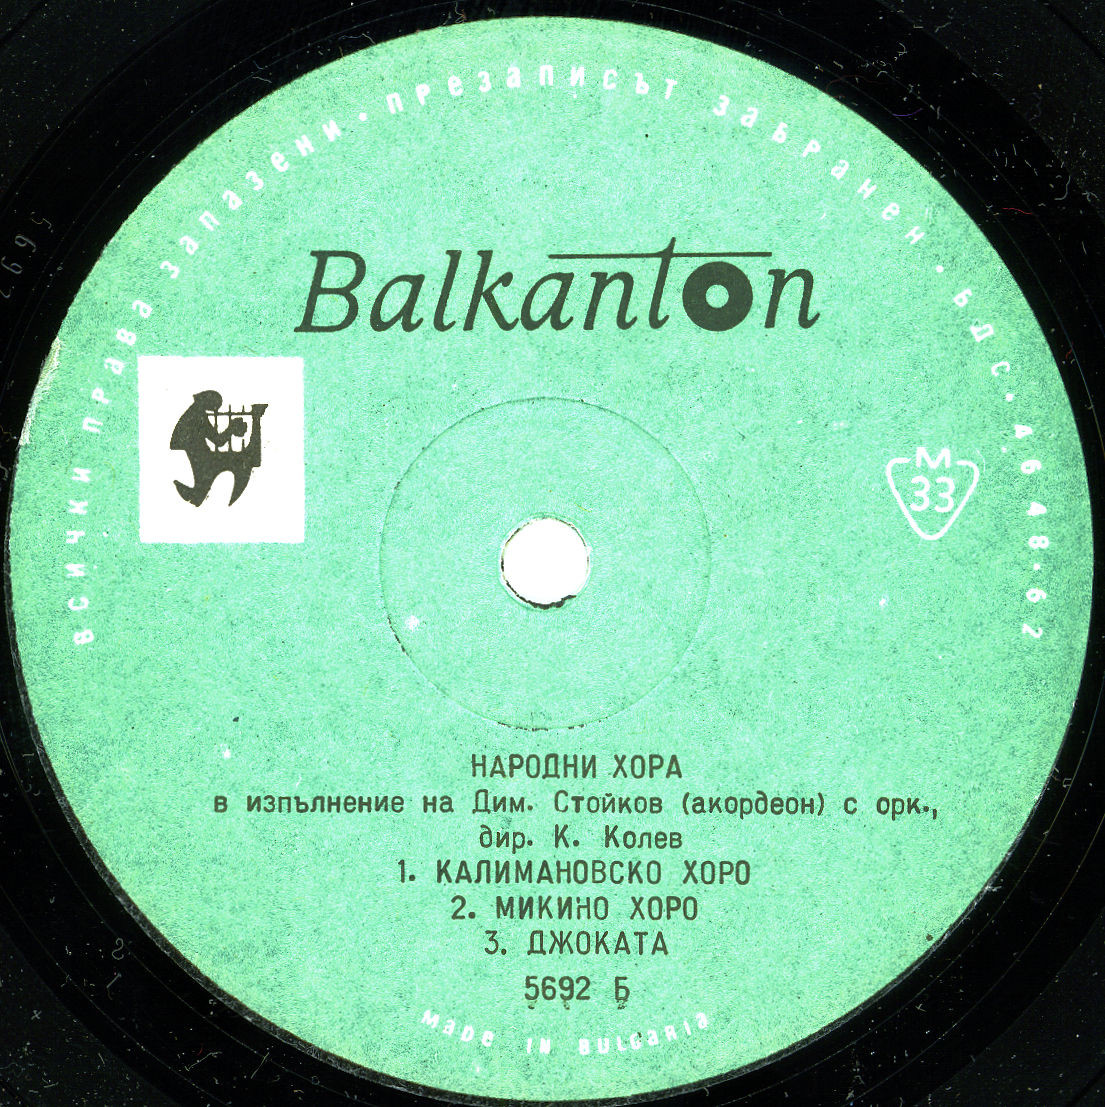 всички права запазени • презаписът забранен • БДС • 4648 • 62
Balkanton
М
33
НАРОДНИ ХОРА
в изпълнение на Дим. Стойков (акордеон) с орк.,
дир. К. Колев
1. КАЛИМАНОВСКО ХОРО
2. МИКИНО ХОРО
3. ДЖОКАТА
5692 Б
made in BULGaRia